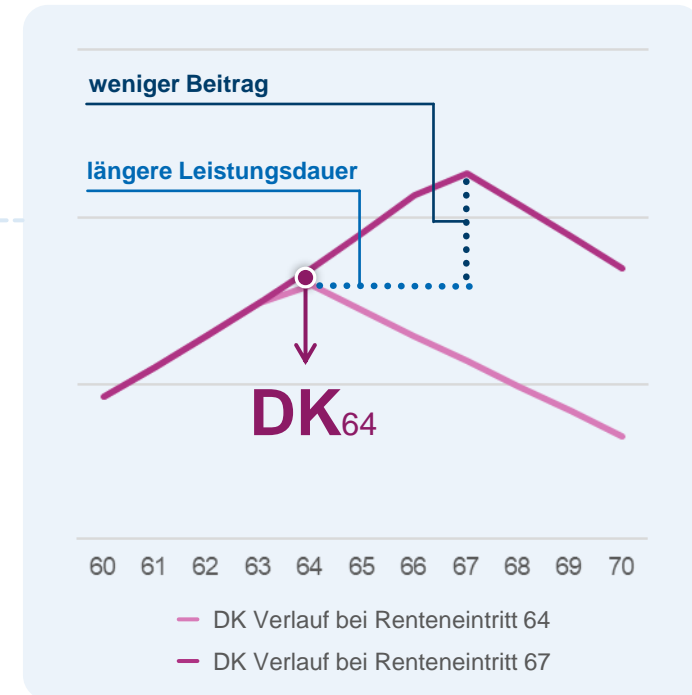 weniger Beitrag
längere Leistungsdauer
DK64
60 61 62 63 64 65 66 67 68 69 70
DK Verlauf bei Renteneintritt 64
DK Verlauf bei Renteneintritt 67